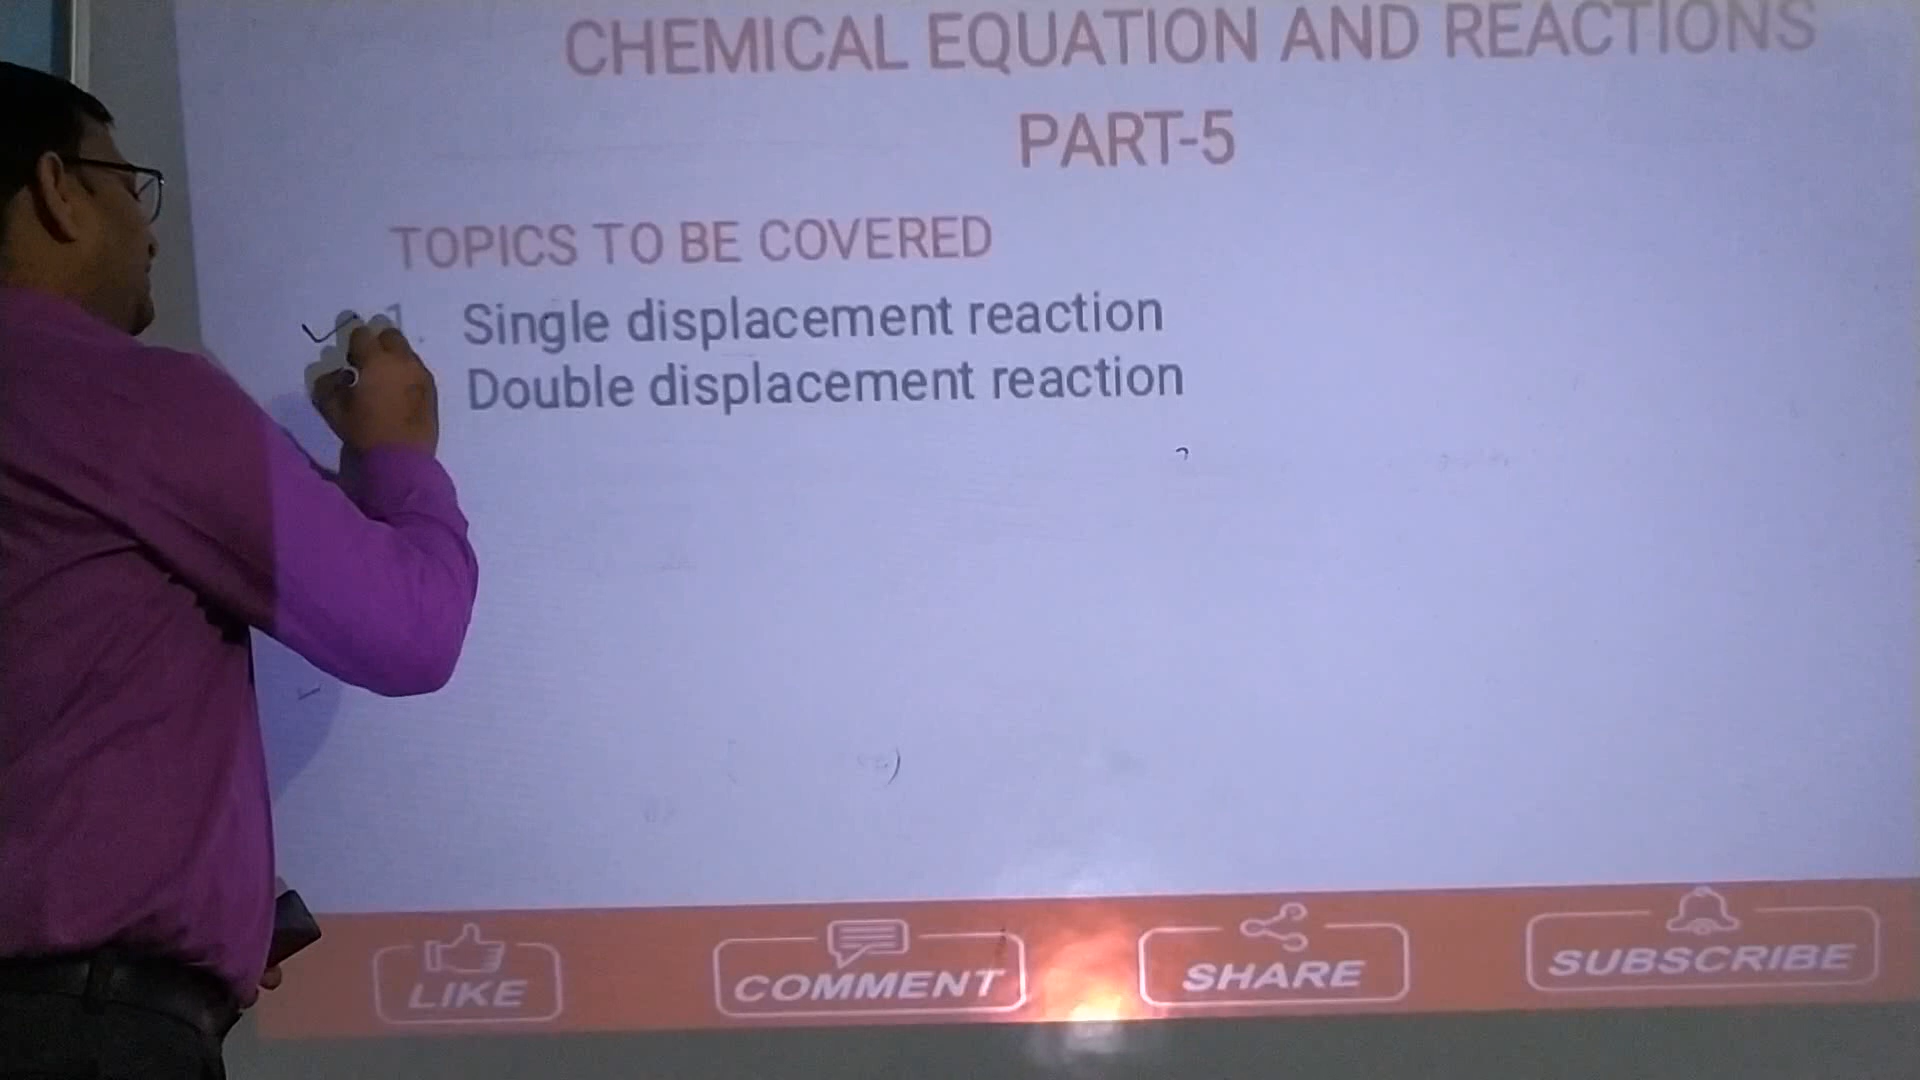 CHEMICAL EQUATION AND REACTIONS
PART-5
TOPICS TO BE COVERED
1. Single displacement reaction
Double displacement reaction
LIKE
COMMENT
SHARE
SUBSCRIBE